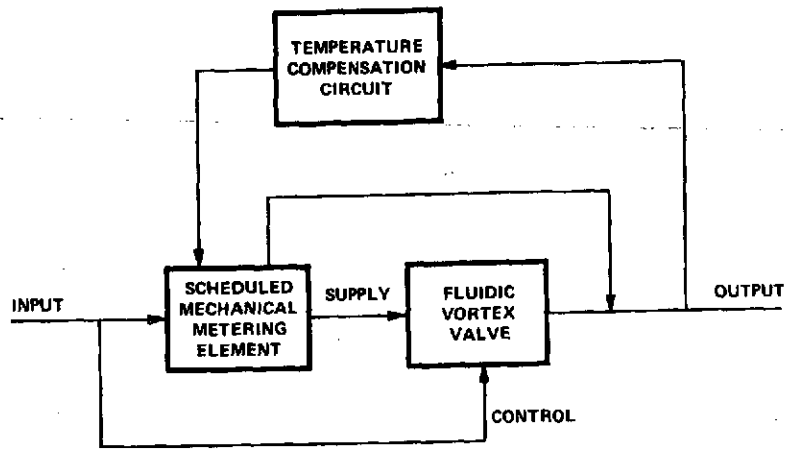 TEMPERATURE
COMPENSATION
CIRCUIT
INPUT
SCHEDULED
MECHANICAL
METERING
ELEMENT
SUPPLY
FLUIDIC
VORTEX
VALVE
OUTPUT
CONTROL